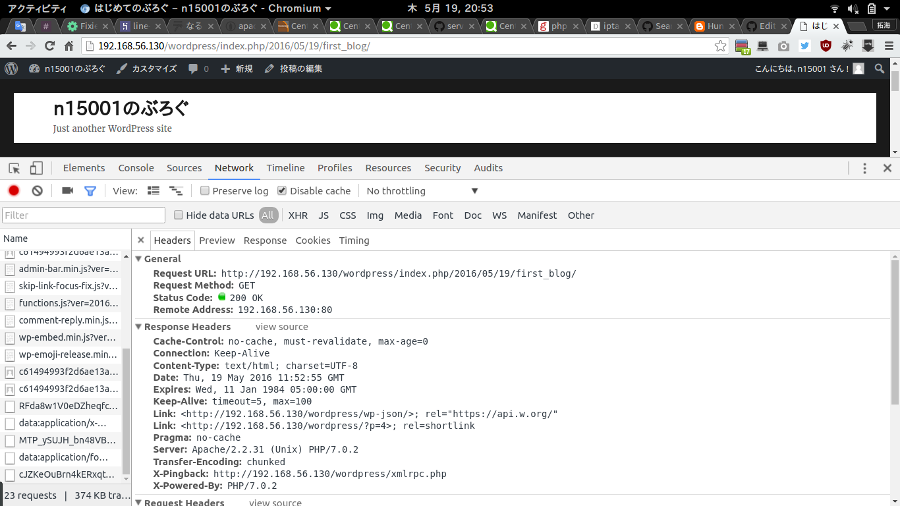 アクティビティ はじめてのぶろぐ – n15001のぶろぐ - Chromium ▾ 木 5月 19, 20:53
# Fixi line なる apa Cen Cen Cen serv Cen php ipta Sea Hun Edit はじ 拓海
192.168.56.130/wordpress/index.php/2016/05/19/first_blog/
n15001のぶろぐ カスタマイズ 0 + 新規 投稿の編集 こんにちは、n15001 さん !
n15001のぶろぐ
Just another WordPress site
Elements Console Sources Network Timeline Profiles Resources Security Audits
View: Preserve log Disable cache No throttling
Filter Hide data URLs All XHR JS CSS Img Media Font Doc WS Manifest Other
Name
c61494993f2d6ae13a...
admin-bar.min.js?ver=...
skip-link-focus-fix.js?v
functions.js?ver=2016...
comment-reply.min.js...
wp-embed.min.js?ver...
wp-emoji-release.min...
c61494993f2d6ae13a...
c61494993f2d6ae13a...
RFda8w1V0eDZheqfc...
data:application/x-...
MTP_ySUJH_bn48VB...
data:application/fo...
cJZKeOuBrn4kERxqt...
23 requests | 374 KB tra...
× Headers Preview Response Cookies Timing
General
Request URL: http://192.168.56.130/wordpress/index.php/2016/05/19/first_blog/
Request Method: GET
Status Code: 200 OK
Remote Address: 192.168.56.130:80
Response Headers view source
Cache-Control: no-cache, must-revalidate, max-age=0
Connection: Keep-Alive
Content-Type: text/html; charset=UTF-8
Date: Thu, 19 May 2016 11:52:55 GMT
Expires: Wed, 11 Jan 1984 05:00:00 GMT
Keep-Alive: timeout=5, max=100
Link: <http://192.168.56.130/wordpress/wp-json/>; rel="https://api.w.org/"
Link: <http://192.168.56.130/wordpress/?p=4>; rel=shortlink
Pragma: no-cache
Server: Apache/2.2.31 (Unix) PHP/7.0.2
Transfer-Encoding: chunked
X-Pingback: http://192.168.56.130/wordpress/xmlrpc.php
X-Powered-By: PHP/7.0.2
Request Headers view source